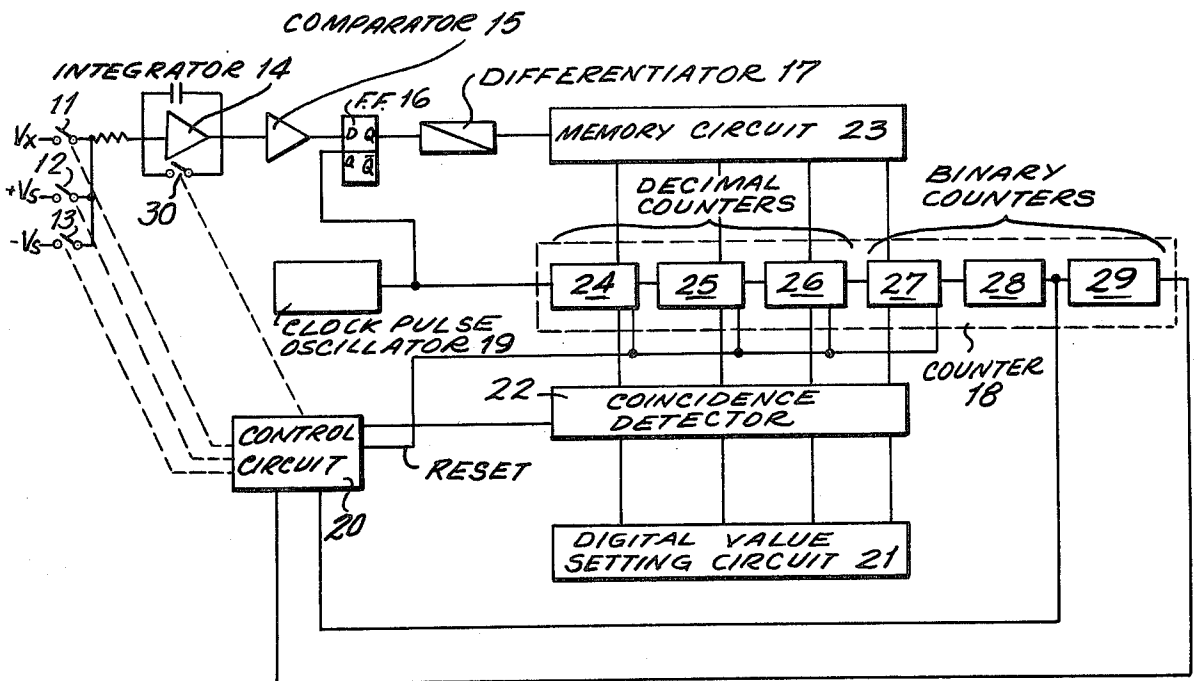 COMPARATOR 15
INTEGRATOR 14
DIFFERENTIATOR 17
11
F.F. 16
Vx
D Q
MEMORY CIRCUIT 23
12
Q Q̅
+Vs
30
DECIMAL
COUNTERS
BINARY
COUNTERS
13
-Vs
24
25
26
27
28
29
CLOCK PULSE
OSCILLATOR 19
COUNTER
18
22
COINCIDENCE
DETECTOR
CONTROL
CIRCUIT
RESET
20
DIGITAL VALUE
SETTING CIRCUIT 21